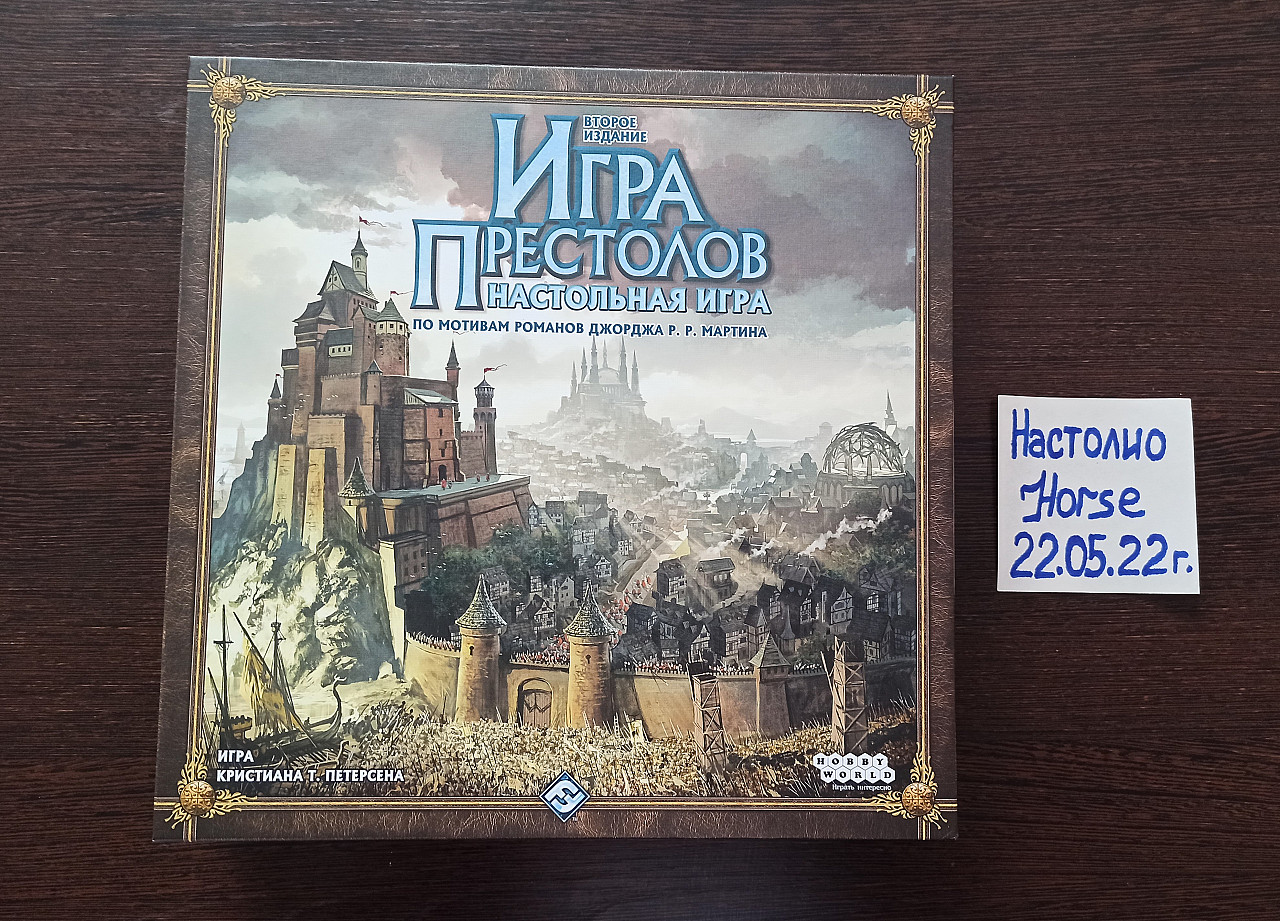 ВТОРОЕ
ИЗДАНИЕ
ИГРА
ПРЕСТОЛОВ
НАСТОЛЬНАЯ ИГРА
ПО МОТИВАМ РОМАНОВ ДЖОРДЖА Р. Р. МАРТИНА
Настолио
Horse
22.05.22г.
ИГРА
КРИСТИАНА Т. ПЕТЕРСЕНА
HOBBY
WORLD
Играть интересно